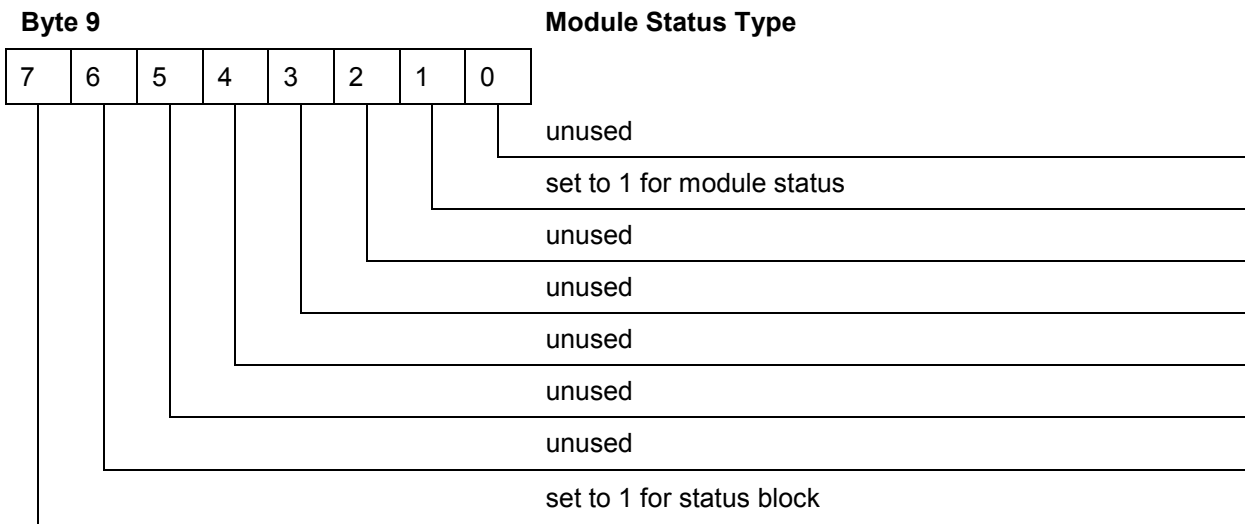 Byte 9 Module Status Type
7 6 5 4 3 2 1 0
unused
set to 1 for module status
unused
unused
unused
unused
unused
set to 1 for status block